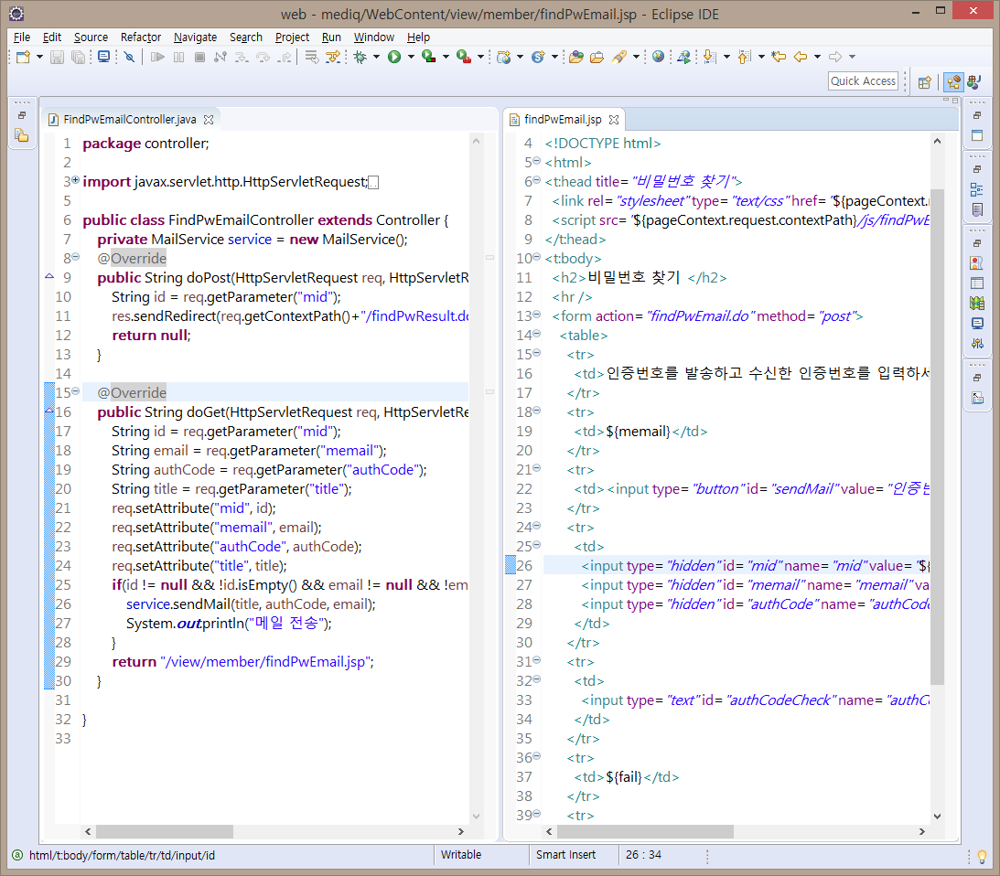 web - mediq/WebContent/view/member/findPwEmail.jsp - Eclipse IDE
File Edit Source Refactor Navigate Search Project Run Window Help
Quick Access
FindPwEmailController.java
1 package controller;
2
3 import javax.servlet.http.HttpServletRequest;
5
6 public class FindPwEmailController extends Controller {
7 private MailService service = new MailService();
8 @Override
9 public String doPost(HttpServletRequest req, HttpServletR
10 String id = req.getParameter("mid");
11 res.sendRedirect(req.getContextPath()+"/findPwResult.do
12 return null;
13 }
14
15 @Override
16 public String doGet(HttpServletRequest req, HttpServletRe
17 String id = req.getParameter("mid");
18 String email = req.getParameter("memail");
19 String authCode = req.getParameter("authCode");
20 String title = req.getParameter("title");
21 req.setAttribute("mid", id);
22 req.setAttribute("memail", email);
23 req.setAttribute("authCode", authCode);
24 req.setAttribute("title", title);
25 if(id != null && !id.isEmpty() && email != null && !em
26 service.sendMail(title, authCode, email);
27 System.out.println("메일 전송");
28 }
29 return "/view/member/findPwEmail.jsp";
30 }
31
32 }
33
findPwEmail.jsp
4 <!DOCTYPE html>
5 <html>
6 <t:head title="비밀번호 찾기">
7 <link rel="stylesheet" type="text/css" href="${pageContext.r
8 <script src="${pageContext.request.contextPath}/js/findPwE
9 </t:head>
10 <t:body>
11 <h2>비밀번호 찾기 </h2>
12 <hr />
13 <form action="findPwEmail.do" method="post">
14 <table>
15 <tr>
16 <td>인증번호를 발송하고 수신한 인증번호를 입력하세
17 </tr>
18 <tr>
19 <td>${memail}</td>
20 </tr>
21 <tr>
22 <td><input type="button" id="sendMail" value="인증번
23 </tr>
24 <tr>
25 <td>
26 <input type="hidden" id="mid" name="mid" value="${
27 <input type="hidden" id="memail" name="memail" va
28 <input type="hidden" id="authCode" name="authCod
29 </td>
30 </tr>
31 <tr>
32 <td>
33 <input type="text" id="authCodeCheck" name="authC
34 </td>
35 </tr>
36 <tr>
37 <td>${fail}</td>
38 </tr>
39 <tr>
html/t:body/form/table/tr/td/input/id
Writable
Smart Insert
26 : 34